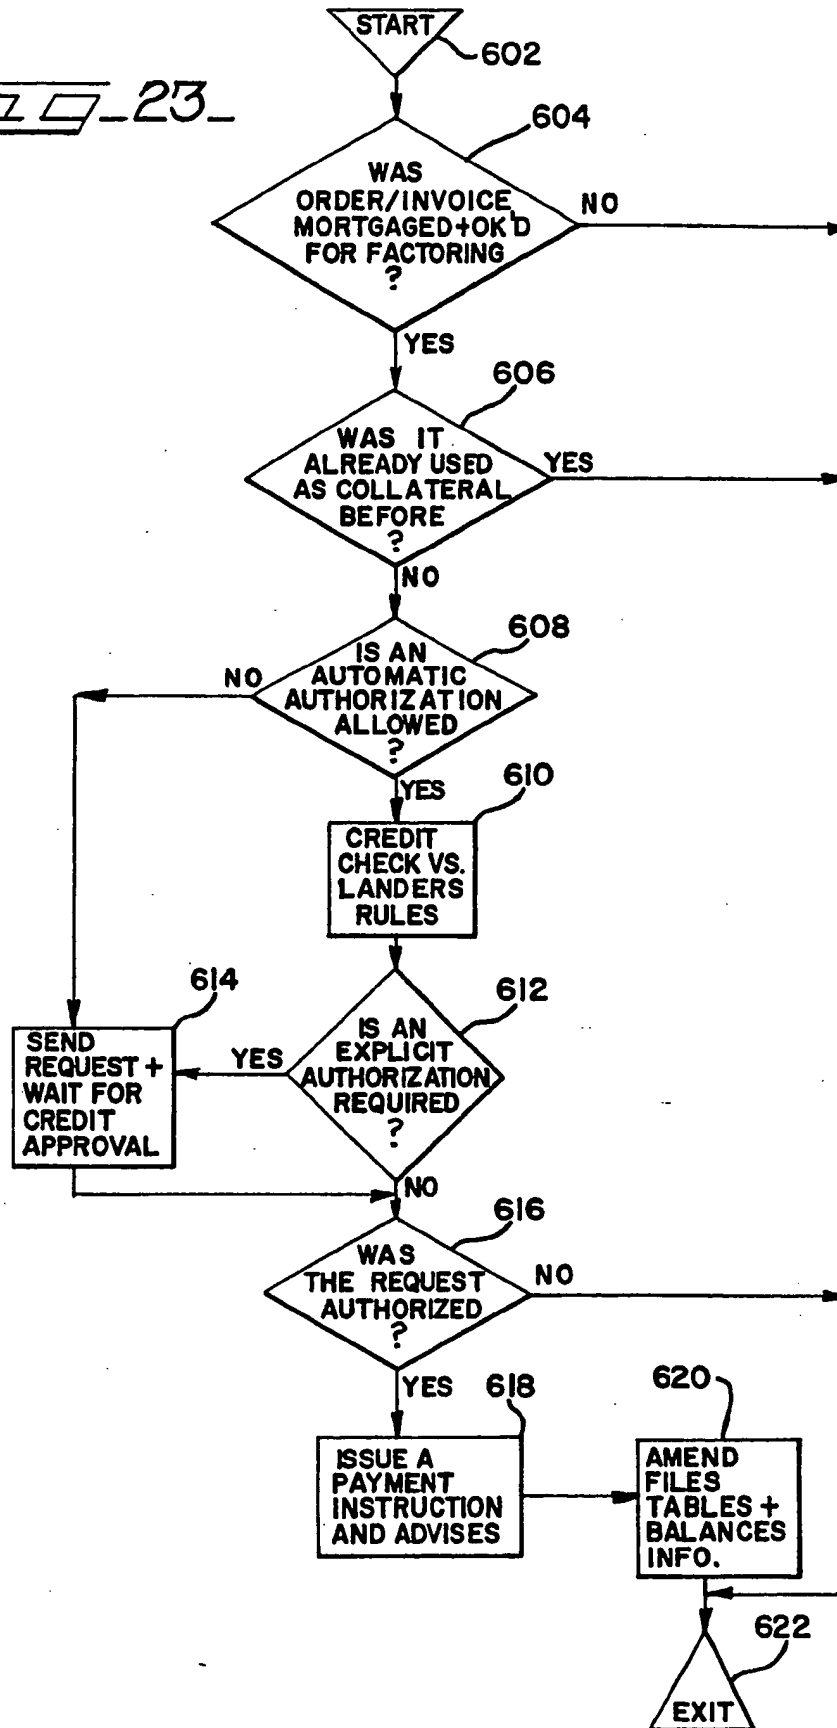 START
602
_23_
604
WAS
ORDER/INVOICE
MORTGAGED+OK'D
FOR FACTORING
?
NO
YES
606
WAS IT
ALREADY USED
AS COLLATERAL
BEFORE
?
YES
NO
608
IS AN
AUTOMATIC
AUTHORIZATION
ALLOWED
?
NO
YES
610
CREDIT
CHECK VS.
LANDERS
RULES
614
SEND
REQUEST +
WAIT FOR
CREDIT
APPROVAL
612
IS AN
EXPLICIT
AUTHORIZATION
REQUIRED
?
YES
NO
616
WAS
THE REQUEST
AUTHORIZED
?
NO
YES
618
ISSUE A
PAYMENT
INSTRUCTION
AND ADVISES
620
AMEND
FILES
TABLES +
BALANCES
INFO.
622
EXIT